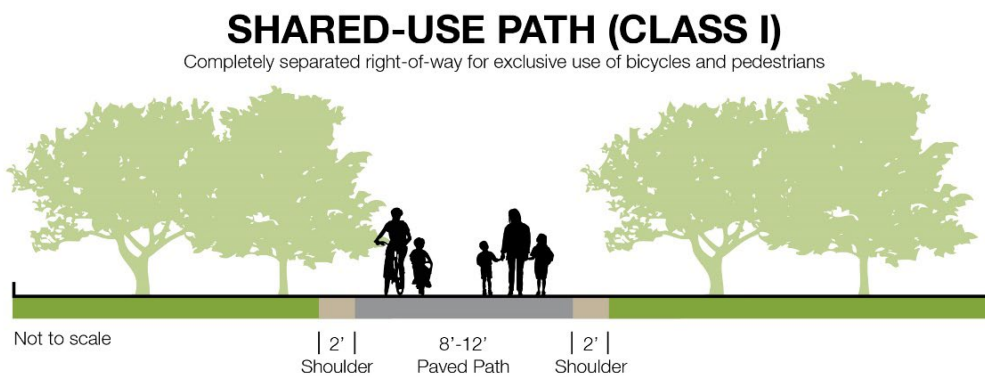 SHARED-USE PATH (CLASS I)
Completely separated right-of-way for exclusive use of bicycles and pedestrians
Not to scale
2’
Shoulder
8’-12’
Paved Path
2’
Shoulder